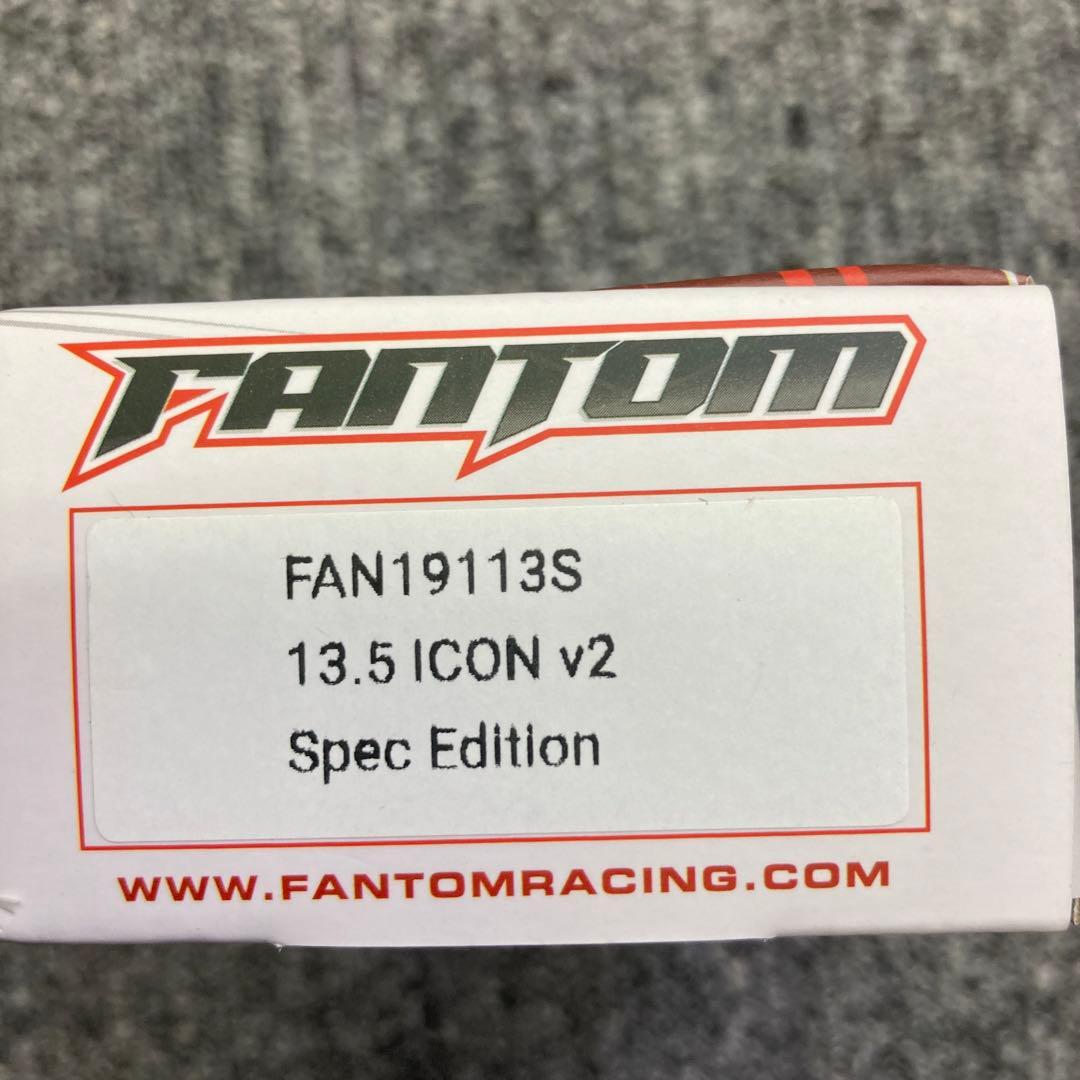 FANTOM
FAN19113S
13.5 ICON v2
Spec Edition
WWW.FANTOMRACING.COM